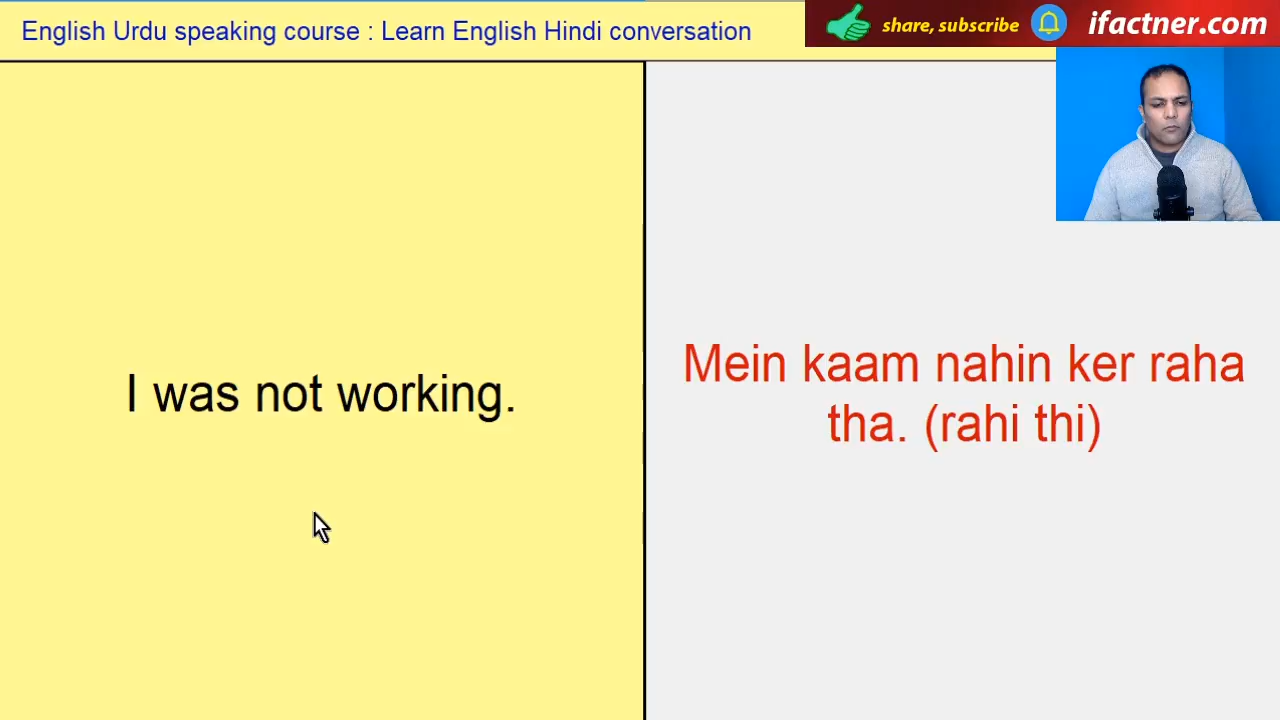 English Urdu speaking course : Learn English Hindi conversation
share, subscribe
ifactner.com
I was not working.
Mein kaam nahin ker raha
tha. (rahi thi)